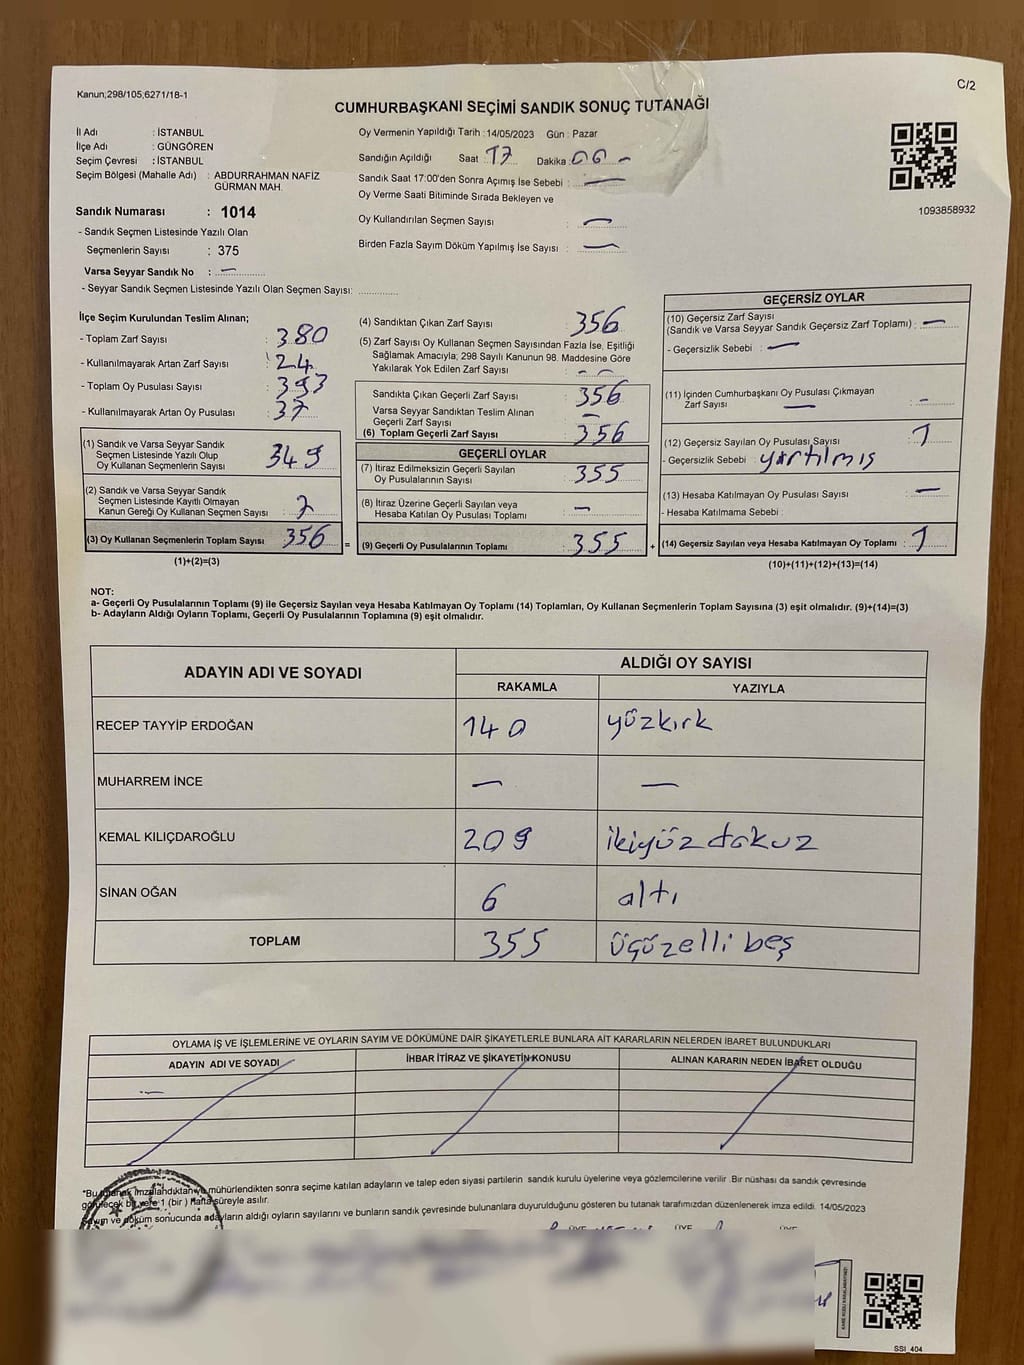 Kanun;298/105,6271/18-1
C/2
CUMHURBAŞKANI SEÇİMİ SANDIK SONUÇ TUTANAĞI
İl Adı : İSTANBUL
İlçe Adı : GÜNGÖREN
Seçim Çevresi : İSTANBUL
Seçim Bölgesi (Mahalle Adı) : ABDURRAHMAN NAFİZ
GÜRMAN MAH.
Sandık Numarası : 1014
- Sandık Seçmen Listesinde Yazılı Olan
Seçmenlerin Sayısı : 375
Varsa Seyyar Sandık No : —
- Seyyar Sandık Seçmen Listesinde Yazılı Olan Seçmen Sayısı:
Oy Vermenin Yapıldığı Tarih : 14/05/2023 Gün : Pazar
Sandığın Açıldığı Saat : 17 Dakika : 00 —
Sandık Saat 17:00'den Sonra Açımış İse Sebebi : —
Oy Verme Saati Bitiminde Sırada Bekleyen ve
Oy Kullandırılan Seçmen Sayısı : —
Birden Fazla Sayım Döküm Yapılmış İse Sayısı : —
1093858932
İlçe Seçim Kurulundan Teslim Alınan;
- Toplam Zarf Sayısı : 380
- Kullanılmayarak Artan Zarf Sayısı : 24
- Toplam Oy Pusulası Sayısı : 393
- Kullanılmayarak Artan Oy Pusulası : 37
(1) Sandık ve Varsa Seyyar Sandık
Seçmen Listesinde Yazılı Olup
Oy Kullanan Seçmenlerin Sayısı : 349
(2) Sandık ve Varsa Seyyar Sandık
Seçmen Listesinde Kayıtlı Olmayan
Kanun Gereği Oy Kullanan Seçmen Sayısı : 7
(3) Oy Kullanan Seçmenlerin Toplam Sayısı : 356 =
(1)+(2)=(3)
(4) Sandıktan Çıkan Zarf Sayısı : 356
(5) Zarf Sayısı Oy Kullanan Seçmen Sayısından Fazla İse, Eşitliği
Sağlamak Amacıyla; 298 Sayılı Kanunun 98. Maddesine Göre
Yakılarak Yok Edilen Zarf Sayısı : - -
Sandıkta Çıkan Geçerli Zarf Sayısı : 356
Varsa Seyyar Sandıktan Teslim Alınan
Geçerli Zarf Sayısı : —
(6) Toplam Geçerli Zarf Sayısı : 356
GEÇERLİ OYLAR
(7) İtiraz Edilmeksizin Geçerli Sayılan
Oy Pusulalarının Sayısı : 355
(8) İtiraz Üzerine Geçerli Sayılan veya
Hesaba Katılan Oy Pusulası Toplamı : —
(9) Geçerli Oy Pusulalarının Toplamı : 355 +
GEÇERSİZ OYLAR
(10) Geçersiz Zarf Sayısı
(Sandık ve Varsa Seyyar Sandık Geçersiz Zarf Toplamı) : —
- Geçersizlik Sebebi : —
(11) İçinden Cumhurbaşkanı Oy Pusulası Çıkmayan
Zarf Sayısı — : -
(12) Geçersiz Sayılan Oy Pusulası Sayısı : 1
- Geçersizlik Sebebi : yırtılmış
(13) Hesaba Katılmayan Oy Pusulası Sayısı : —
- Hesaba Katılmama Sebebi :
(14) Geçersiz Sayılan veya Hesaba Katılmayan Oy Toplamı : 1
(10)+(11)+(12)+(13)=(14)
NOT:
a- Geçerli Oy Pusulalarının Toplamı (9) ile Geçersiz Sayılan veya Hesaba Katılmayan Oy Toplamı (14) Toplamları, Oy Kullanan Seçmenlerin Toplam Sayısına (3) eşit olmalıdır. (9)+(14)=(3)
b- Adayların Aldığı Oyların Toplamı, Geçerli Oy Pusulalarının Toplamına (9) eşit olmalıdır.
ADAYIN ADI VE SOYADI ALDIĞI OY SAYISI
RAKAMLA YAZIYLA
RECEP TAYYİP ERDOĞAN 140 yüzkırk
MUHARREM İNCE — —
KEMAL KILIÇDAROĞLU 209 ikiyüz dokuz
SİNAN OĞAN 6 altı
TOPLAM 355 üçüzelli beş
OYLAMA İŞ VE İŞLEMLERİNE VE OYLARIN SAYIM VE DÖKÜMÜNE DAİR ŞİKAYETLERLE BUNLARA AİT KARARLARIN NELERDEN İBARET BULUNDUKLARI
ADAYIN ADI VE SOYADI İHBAR İTİRAZ VE ŞİKAYETİN KONUSU ALINAN KARARIN NEDEN İBARET OLDUĞU
—
*Bu tutanak imzalandıktan ve mühürlendikten sonra seçime katılan adayların ve talep eden siyasi partilerin sandık kurulu üyelerine veya gözlemcilerine verilir. Bir nüshası da sandık çevresinde
görülecek bir yere 1 (bir ) hafta süreyle asılır.
Sayım ve döküm sonucunda adayların aldığı oyların sayılarını ve bunların sandık çevresinde bulunanlara duyurulduğunu gösteren bu tutanak tarafımızdan düzenlenerek imza edildi. 14/05/2023
ÜYE ÜYE ÜYE
SSI_404